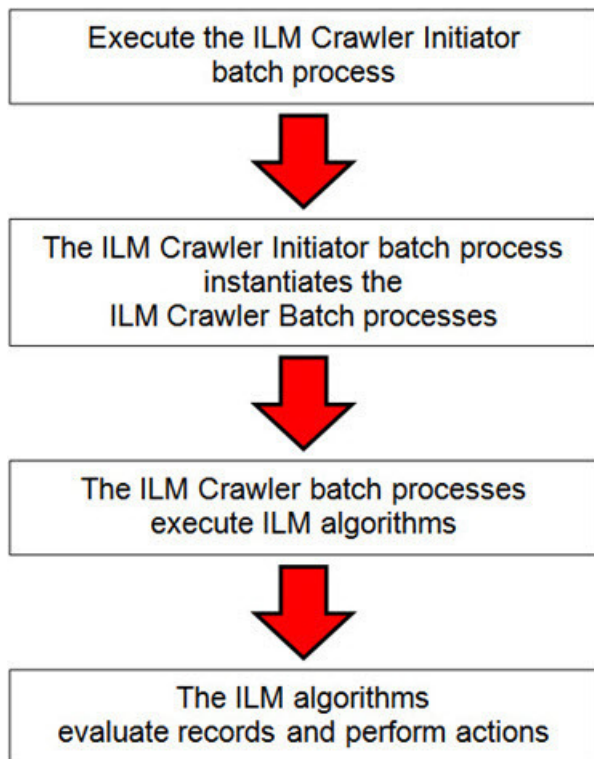 Execute the ILM Crawler Initiator
batch process
The ILM Crawler Initiator batch process
instantiates the
ILM Crawler Batch processes
The ILM Crawler batch processes
execute ILM algorithms
The ILM algorithms
evaluate records and perform actions